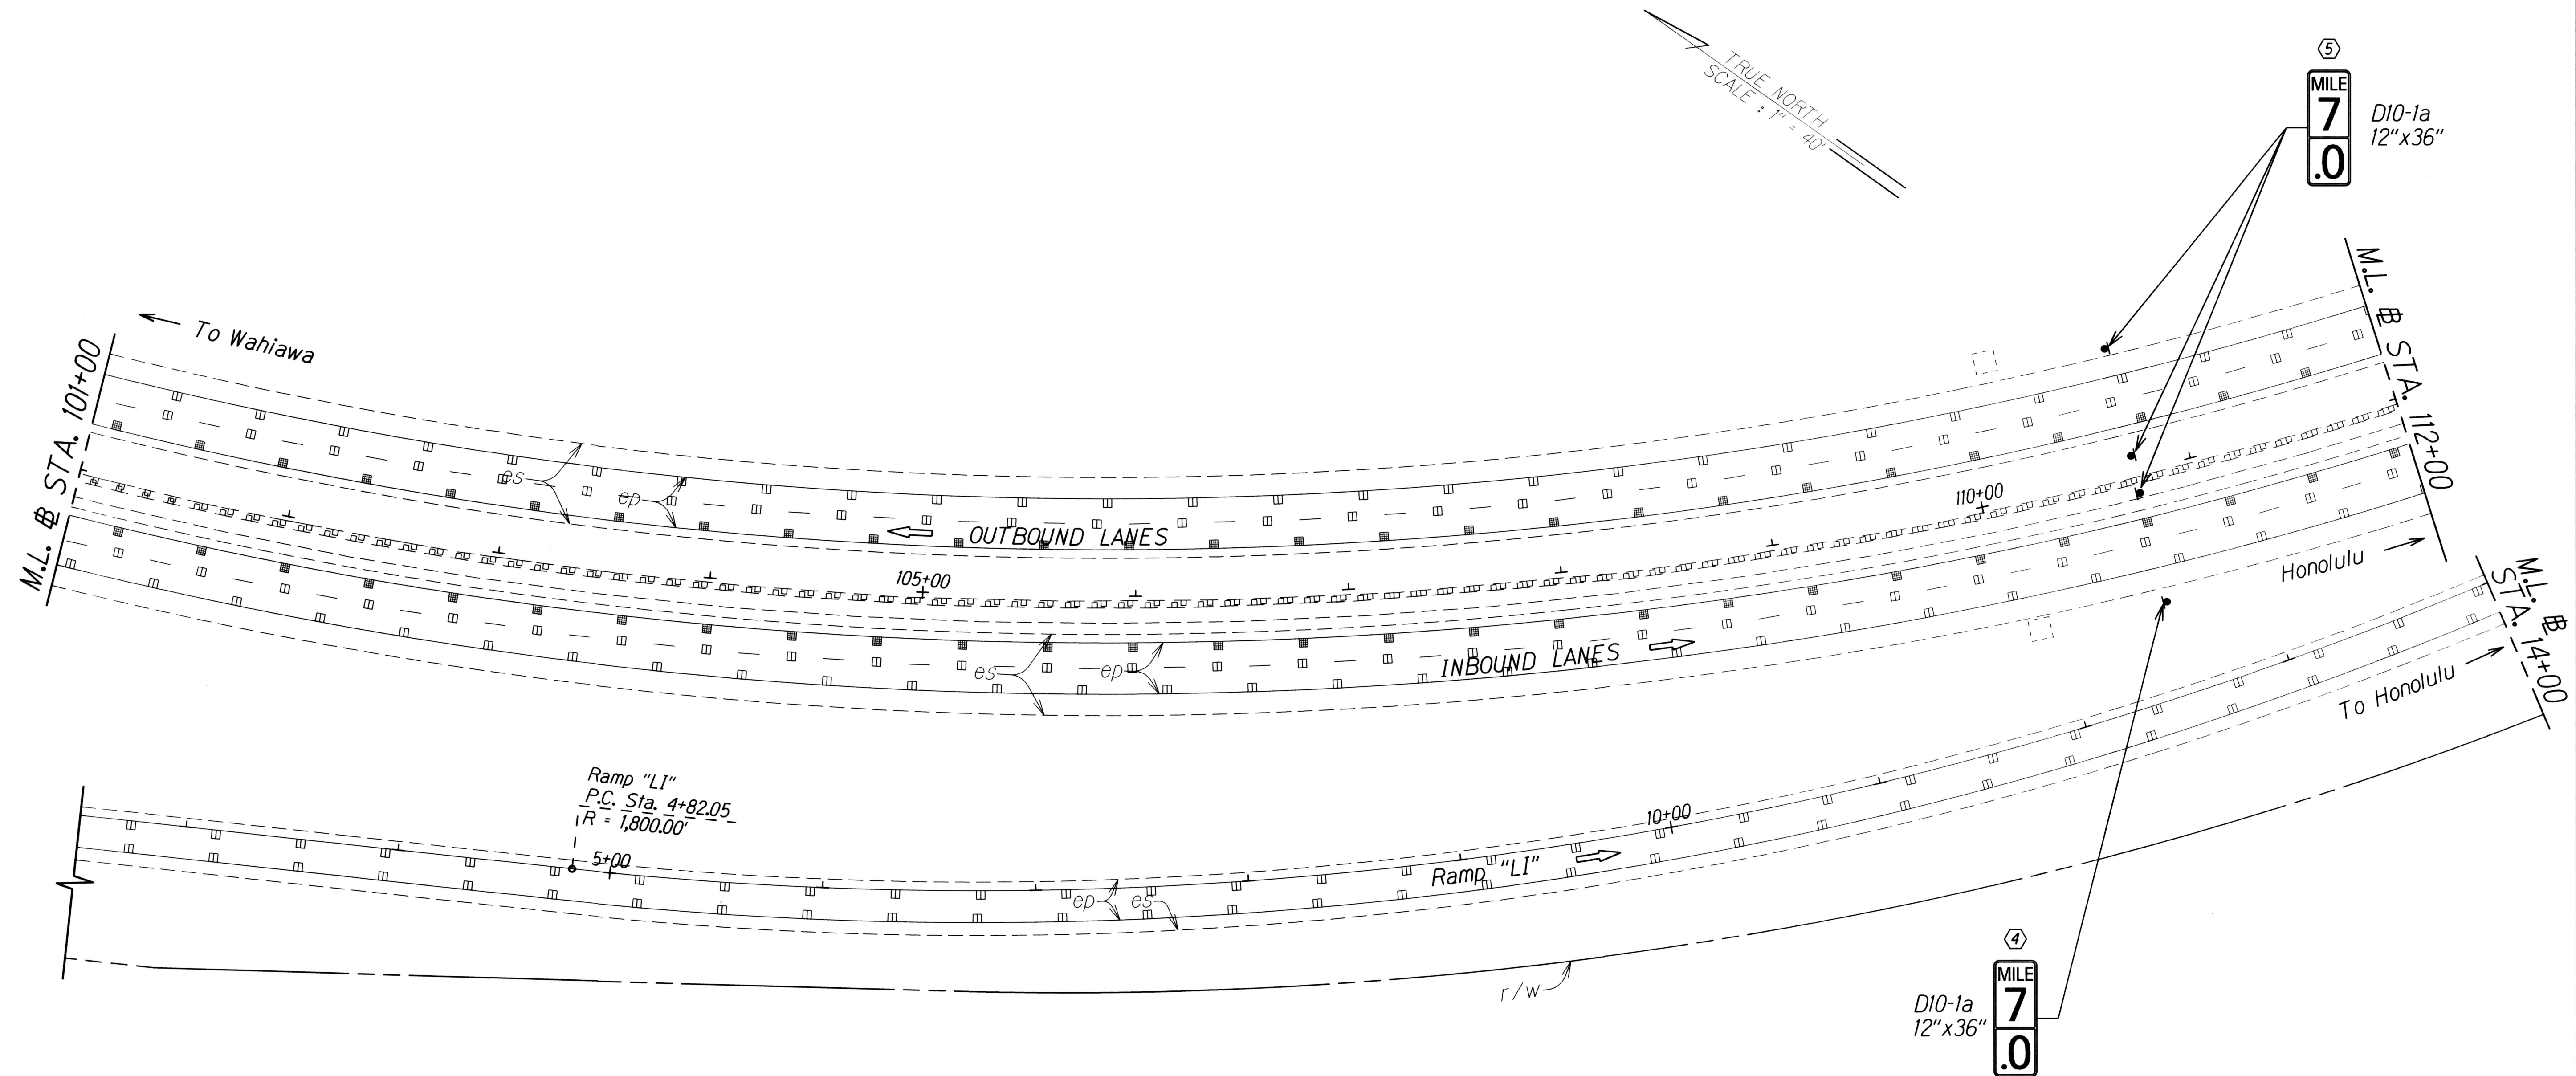 TRUE NORTH
SCALE : 1" = 40'
5
MILE
7
.0
D10-1a
12"x36"
To Wahiawa
M.L. B STA. 101+00
M.L. B STA. 112+00
es
ep
OUTBOUND LANES
105+00
110+00
Honolulu
es
ep
INBOUND LANES
M.L. B
STA. 14+00
To Honolulu
Ramp "LI"
P.C. Sta. 4+82.05
R = 1,800.00'
5+00
10+00
Ramp "LI"
ep
es
r/w
4
MILE
7
.0
D10-1a
12"x36"